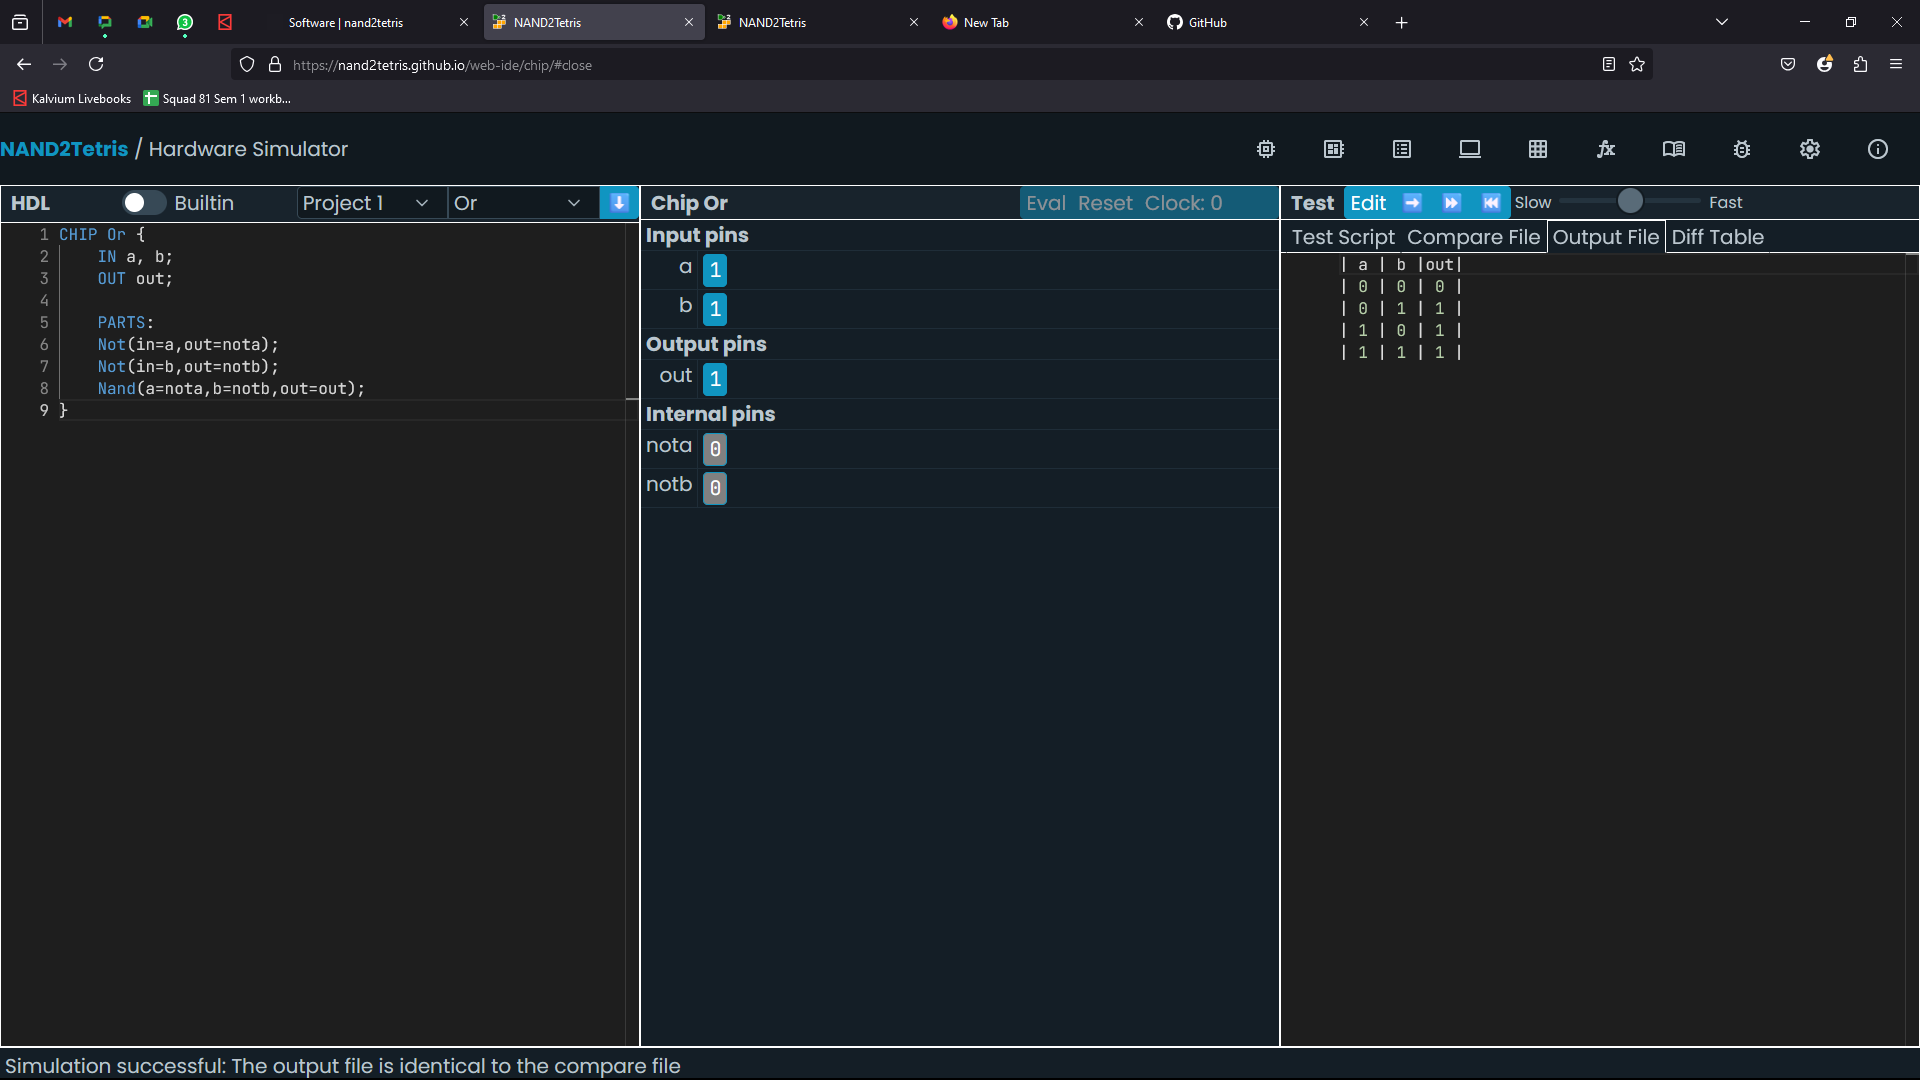 3
Software | nand2tetris
NAND2Tetris
NAND2Tetris
New Tab
GitHub
https://nand2tetris.github.io/web-ide/chip/#close
Kalvium Livebooks
Squad 81 Sem 1 workb...
NAND2Tetris / Hardware Simulator
HDL Builtin Project 1 Or
1 CHIP Or {
2 IN a, b;
3 OUT out;
4
5 PARTS:
6 Not(in=a,out=nota);
7 Not(in=b,out=notb);
8 Nand(a=nota,b=notb,out=out);
9 }
Chip Or Eval Reset Clock: 0
Input pins
a 1
b 1
Output pins
out 1
Internal pins
nota 0
notb 0
Test Edit Slow Fast
Test Script Compare File Output File Diff Table
| a | b |out|
| 0 | 0 | 0 |
| 0 | 1 | 1 |
| 1 | 0 | 1 |
| 1 | 1 | 1 |
Simulation successful: The output file is identical to the compare file